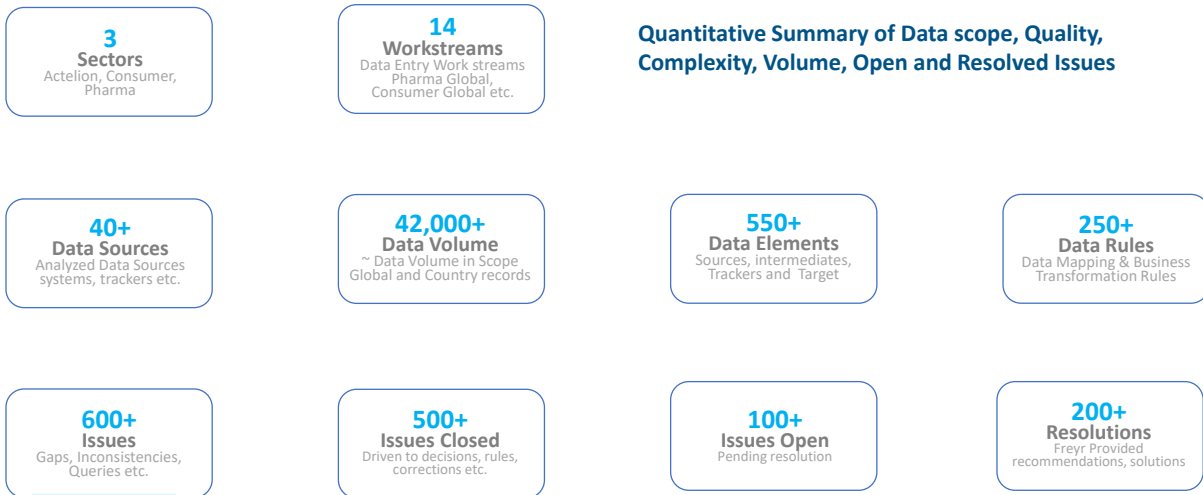 3
Sectors
Actelion, Consumer,
Pharma
14
Workstreams
Data Entry Work streams
Pharma Global,
Consumer Global etc.
Quantitative Summary of Data scope, Quality,
Complexity, Volume, Open and Resolved Issues
40+
Data Sources
Analyzed Data Sources
systems, trackers etc.
42,000+
Data Volume
~ Data Volume in Scope
Global and Country records
550+
Data Elements
Sources, intermediates,
Trackers and Target
250+
Data Rules
Data Mapping & Business
Transformation Rules
600+
Issues
Gaps, Inconsistencies,
Queries etc.
500+
Issues Closed
Driven to decisions, rules,
corrections etc.
100+
Issues Open
Pending resolution
200+
Resolutions
Freyr Provided
recommendations, solutions